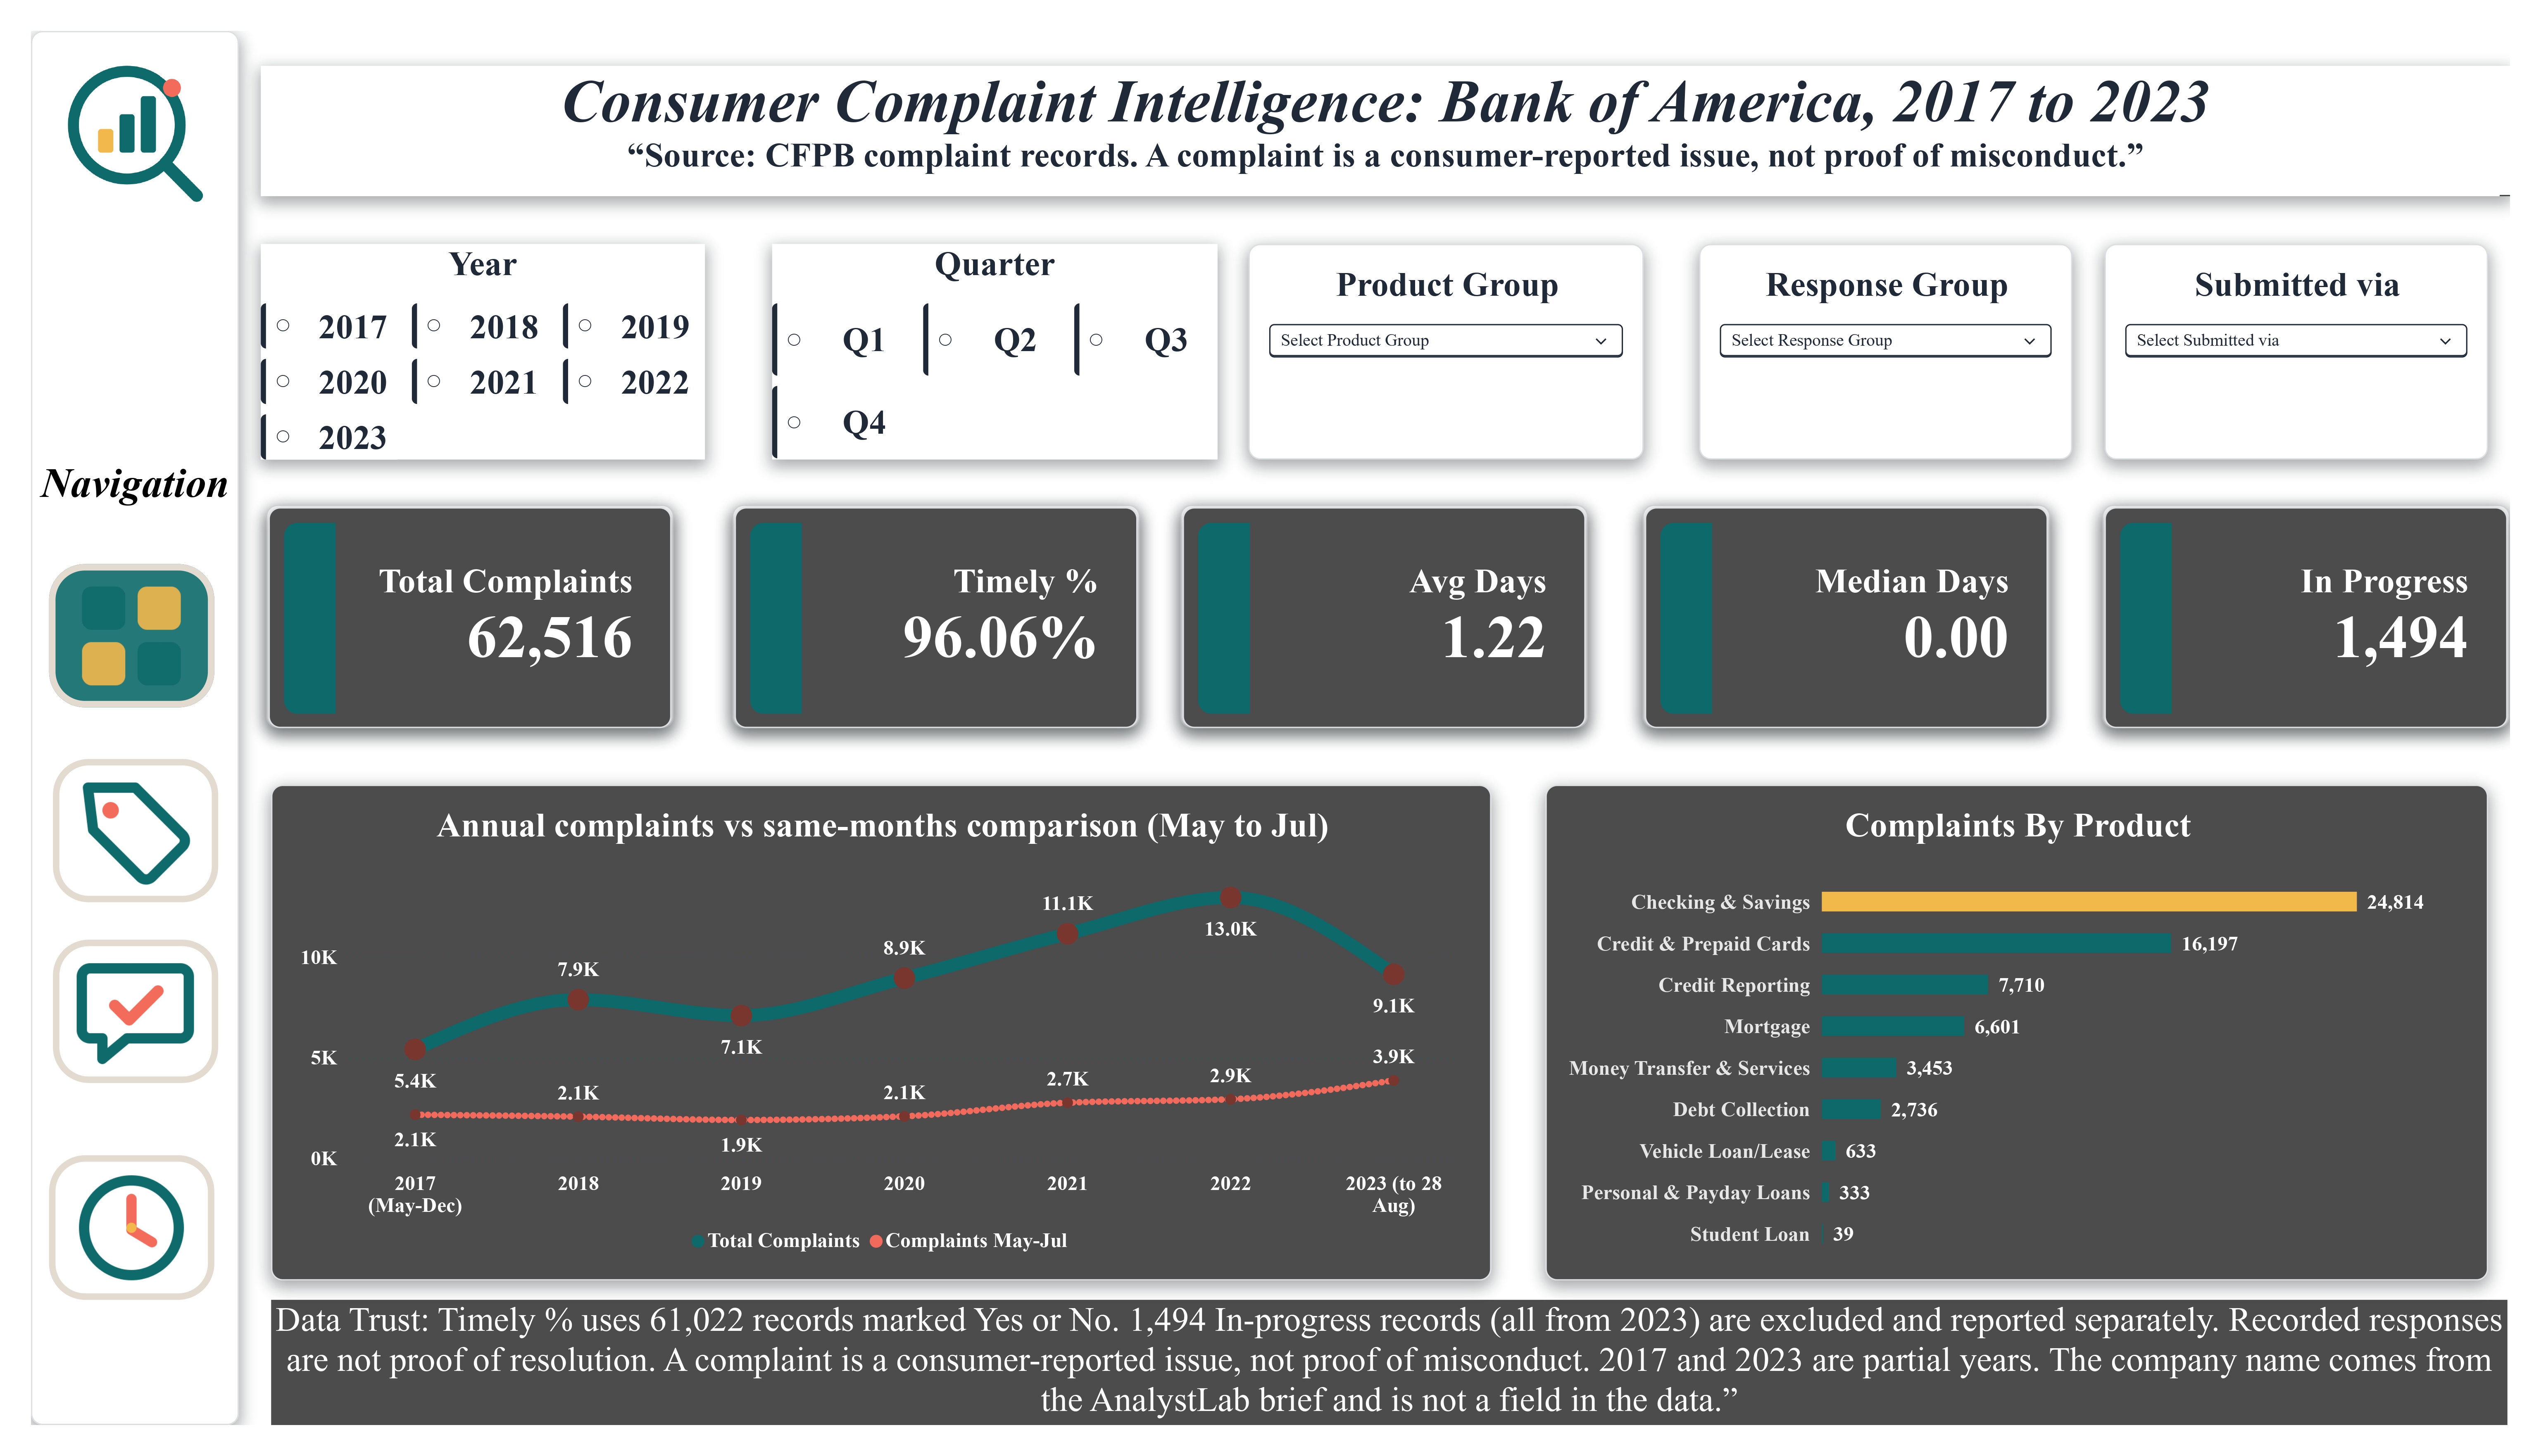 Consumer Complaint Intelligence: Bank of America, 2017 to 2023
“Source: CFPB complaint records. A complaint is a consumer-reported issue, not proof of misconduct.”
Year
2017 2018 2019
2020 2021 2022
2023
Quarter
Q1 Q2 Q3
Q4
Product Group
Select Product Group
Response Group
Select Response Group
Submitted via
Select Submitted via
Navigation
Total Complaints
62,516
Timely %
96.06%
Avg Days
1.22
Median Days
0.00
In Progress
1,494
Annual complaints vs same-months comparison (May to Jul)
10K
5K
0K
5.4K
7.9K
7.1K
8.9K
11.1K
13.0K
9.1K
2.1K
2.1K
1.9K
2.1K
2.7K
2.9K
3.9K
2017
(May-Dec)
2018
2019
2020
2021
2022
2023 (to 28
Aug)
Total Complaints Complaints May-Jul
Complaints By Product
Checking & Savings 24,814
Credit & Prepaid Cards 16,197
Credit Reporting 7,710
Mortgage 6,601
Money Transfer & Services 3,453
Debt Collection 2,736
Vehicle Loan/Lease 633
Personal & Payday Loans 333
Student Loan 39
Data Trust: Timely % uses 61,022 records marked Yes or No. 1,494 In-progress records (all from 2023) are excluded and reported separately. Recorded responses
are not proof of resolution. A complaint is a consumer-reported issue, not proof of misconduct. 2017 and 2023 are partial years. The company name comes from
the AnalystLab brief and is not a field in the data.”